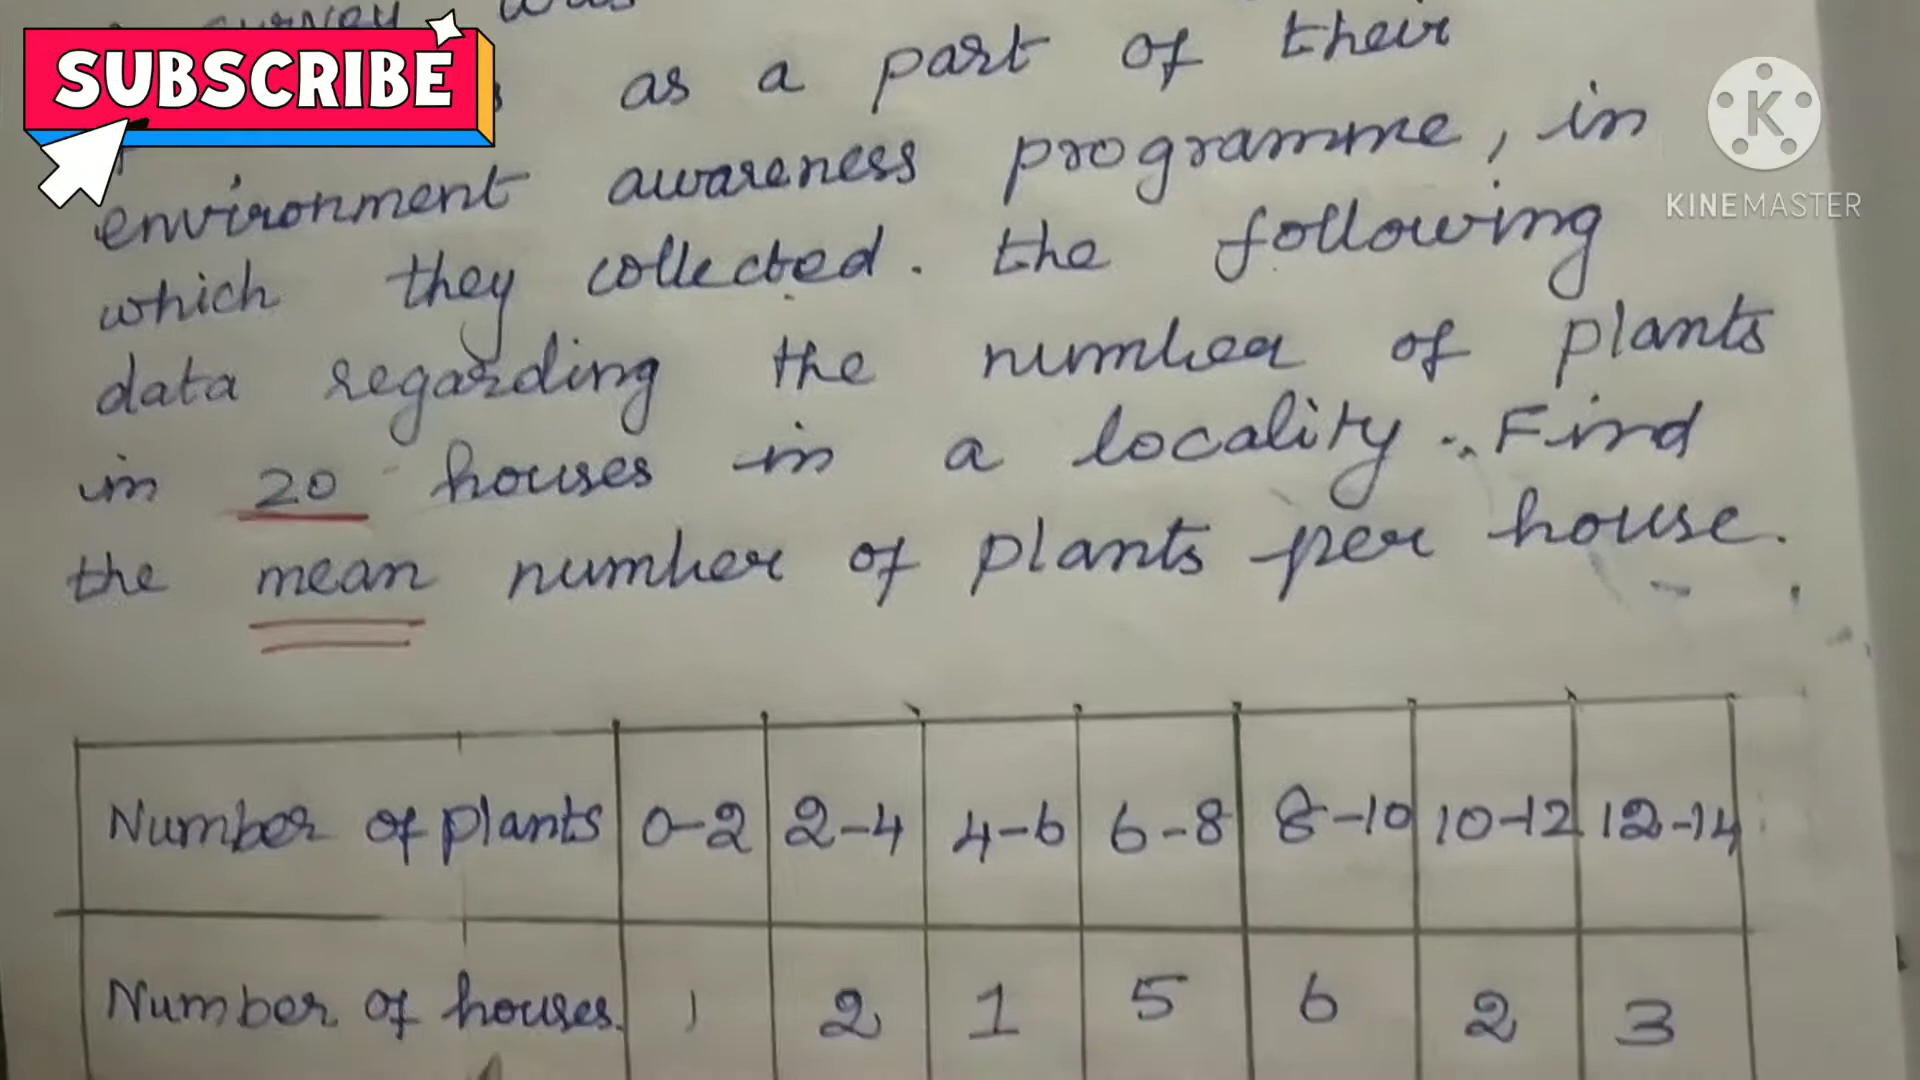 survey was
SUBSCRIBE
as a part of their
environment awareness programme, in
which they collected. the following
data regarding the number of plants
in 20 houses in a locality. Find
the mean number of plants per house.
K
KINEMASTER
Number of plants 0-2 2-4 4-6 6-8 8-10 10-12 12-14
Number of houses. 1 2 1 5 6 2 3